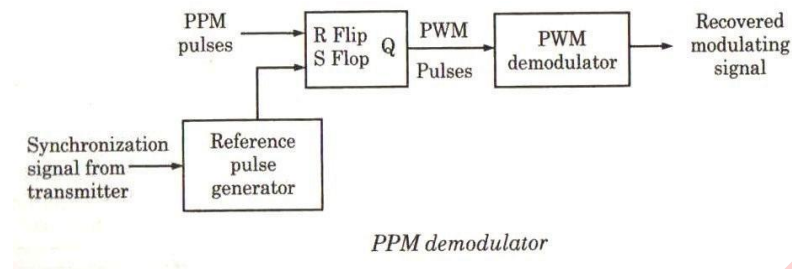 PPM
pulses
R Flip
S Flop
Q
PWM
Pulses
PWM
demodulator
Recovered
modulating
signal
Synchronization
signal from
transmitter
Reference
pulse
generator
PPM demodulator